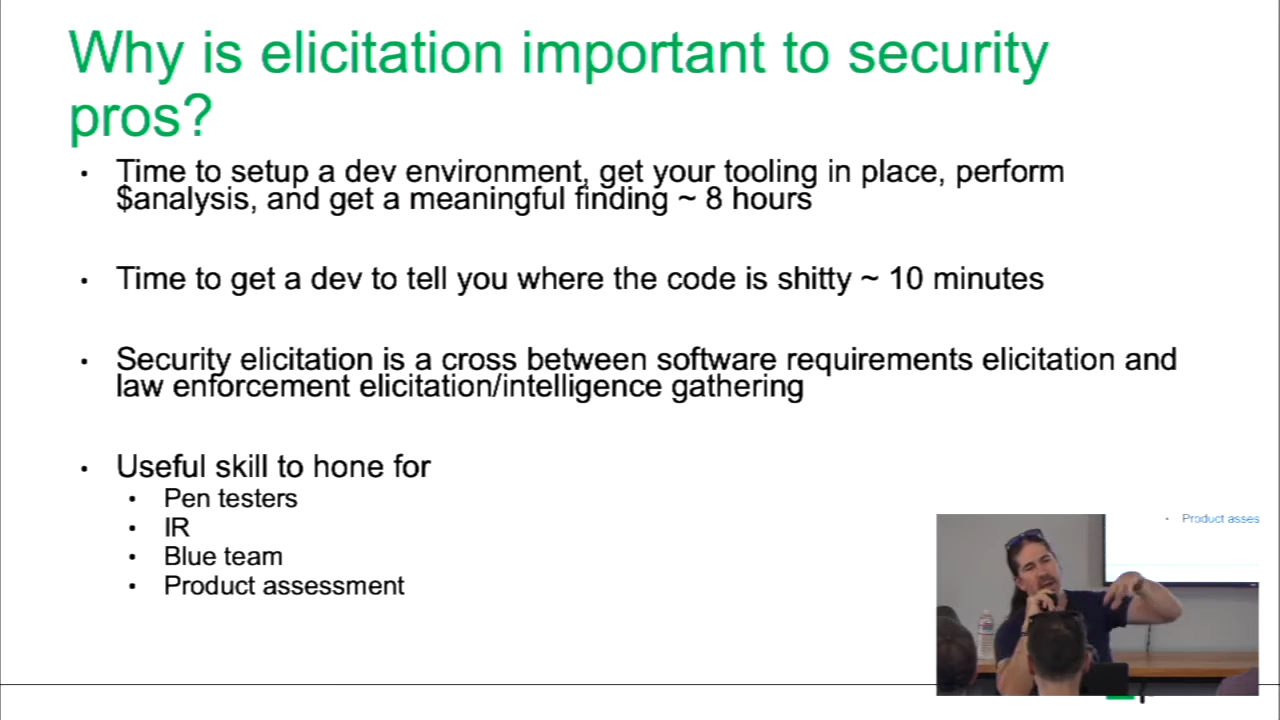 Why is elicitation important to security
pros?
• Time to setup a dev environment, get your tooling in place, perform
$analysis, and get a meaningful finding ~ 8 hours
• Time to get a dev to tell you where the code is shitty ~ 10 minutes
• Security elicitation is a cross between software requirements elicitation and
law enforcement elicitation/intelligence gathering
• Useful skill to hone for
• Pen testers
• IR
• Blue team
• Product assessment
• Product asses